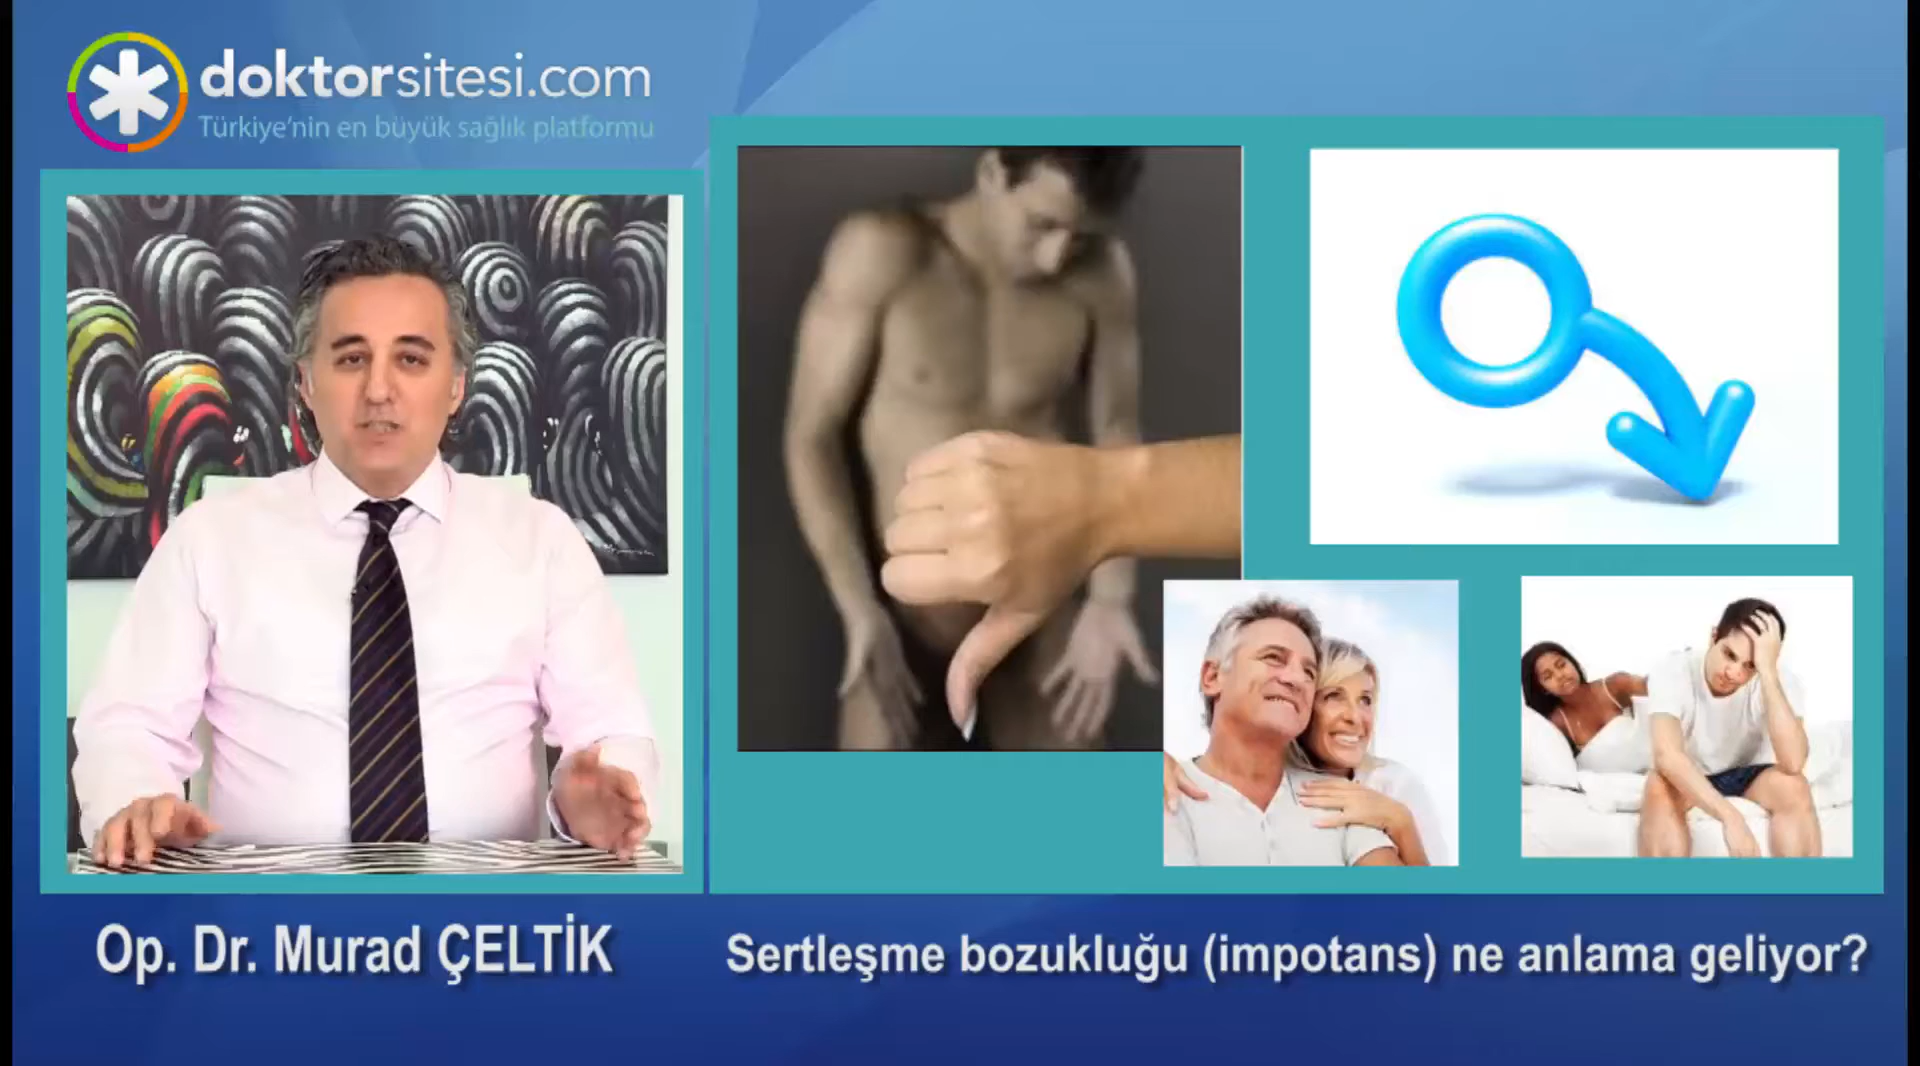 doktorsitesi.com
Türkiye'nin en büyük sağlık platformu
Op. Dr. Murad ÇELTİK
Sertleşme bozukluğu (impotans) ne anlama geliyor?